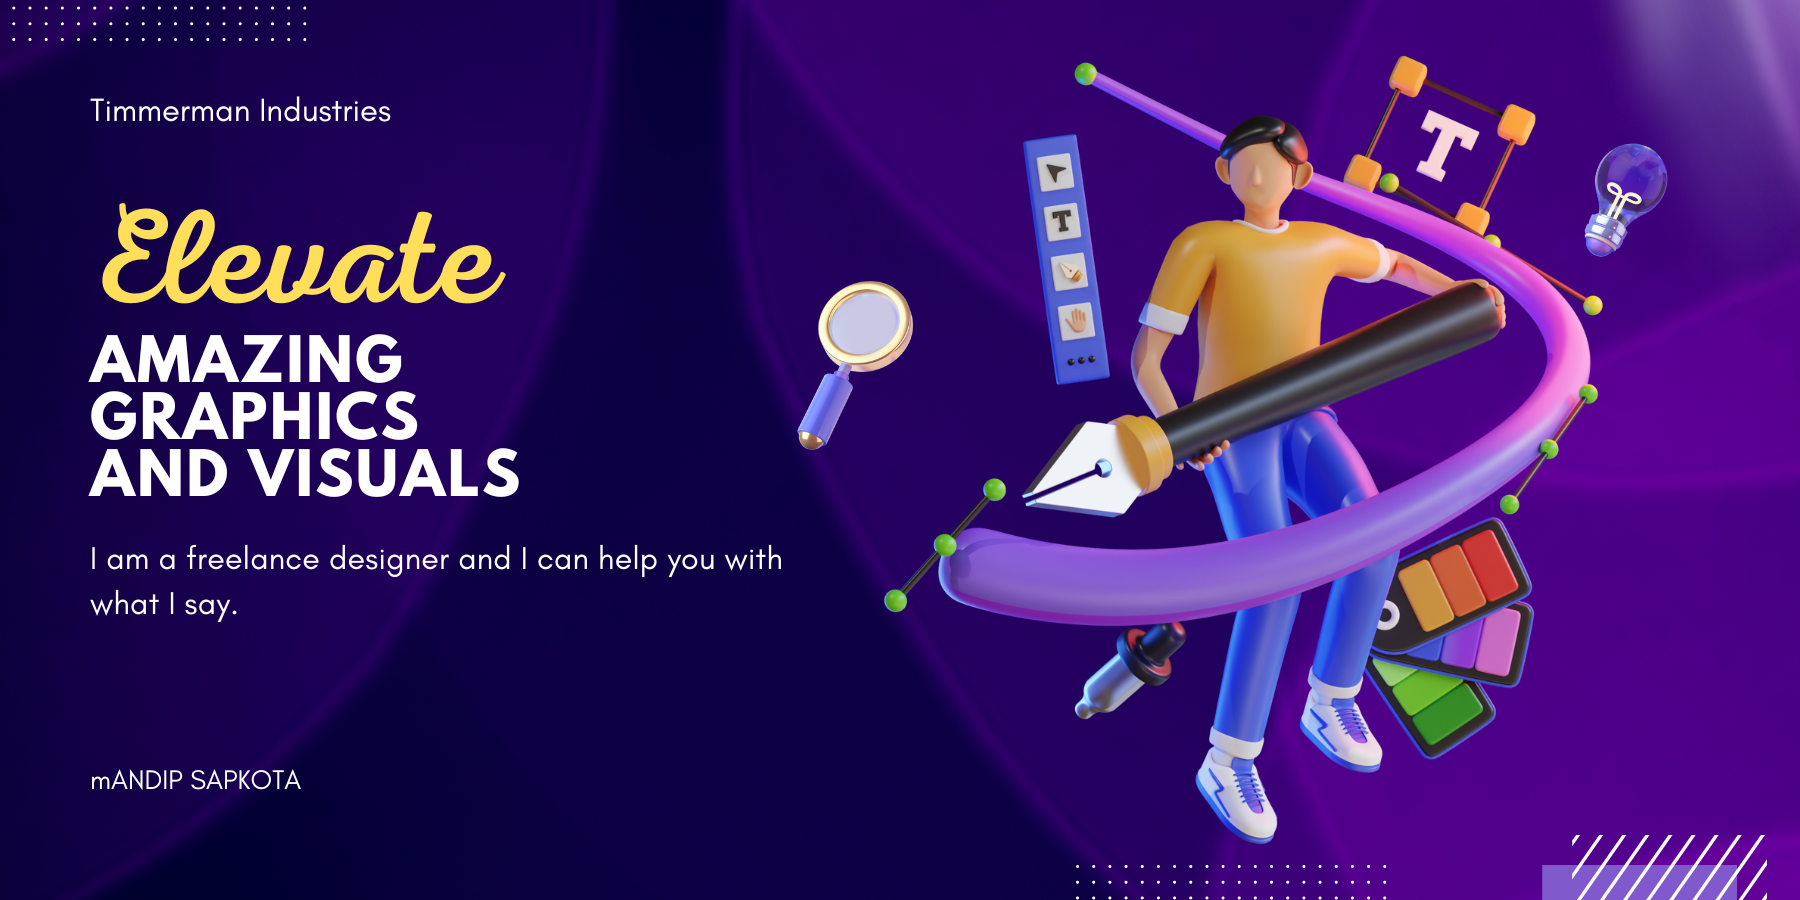 Timmerman Industries
Elevate
AMAZING
GRAPHICS
AND VISUALS
I am a freelance designer and I can help you with
what I say.
mANDIP SAPKOTA
T
T